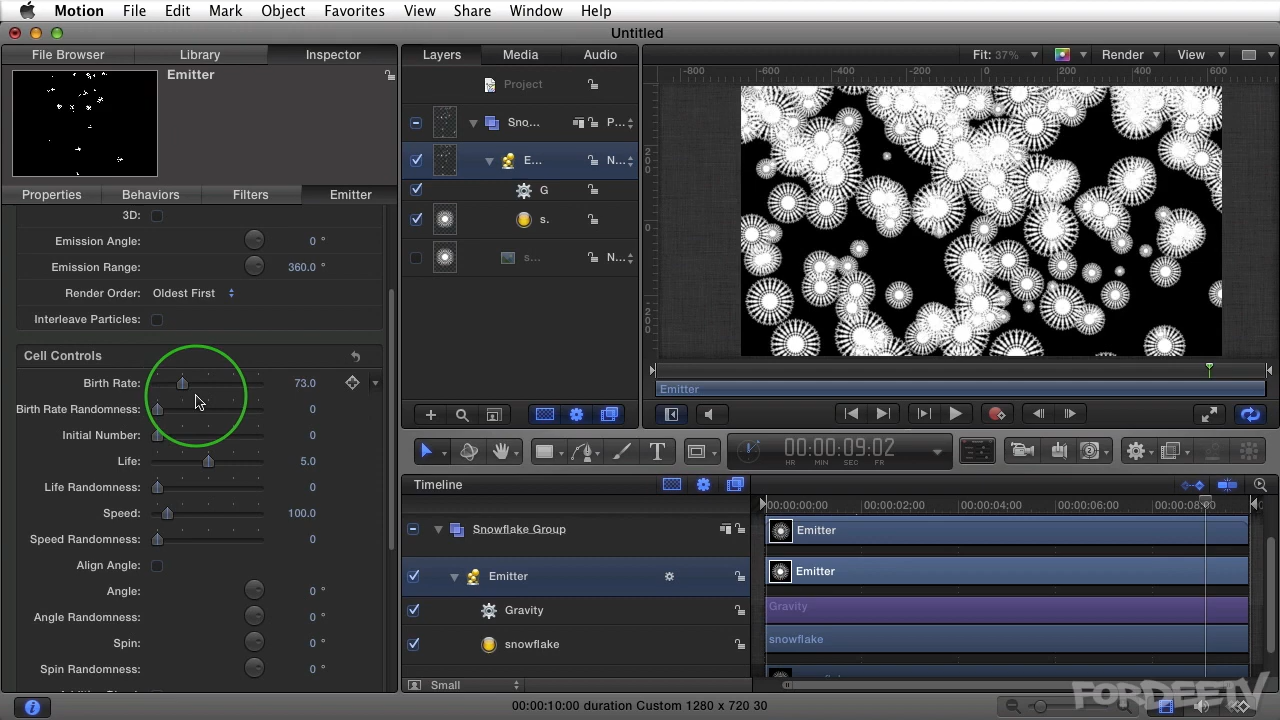 Motion File Edit Mark Object Favorites View Share Window Help
Untitled
File Browser Library Inspector
Emitter
Properties Behaviors Filters Emitter
3D:
Emission Angle: 0 °
Emission Range: 360.0 °
Render Order: Oldest First
Interleave Particles:
Cell Controls
Birth Rate: 73.0
Birth Rate Randomness: 0
Initial Number: 0
Life: 5.0
Life Randomness: 0
Speed: 100.0
Speed Randomness: 0
Align Angle:
Angle: 0 °
Angle Randomness: 0 °
Spin: 0 °
Spin Randomness: 0 °
Layers Media Audio
Project
Sno... P...
E... N...
G
s.
s... N...
Fit: 37% Render View
-800 -600 -400 -200 0 200 400 600
200
0
-200
Emitter
00:00:09:02
HR MIN SEC FR
Timeline
00:00:00:00 00:00:02:00 00:00:04:00 00:00:06:00 00:00:08:00
Snowflake Group Emitter
Emitter Emitter
Gravity Gravity
snowflake snowflake
Small
00:00:10:00 duration Custom 1280 x 720 30
FORDEETV